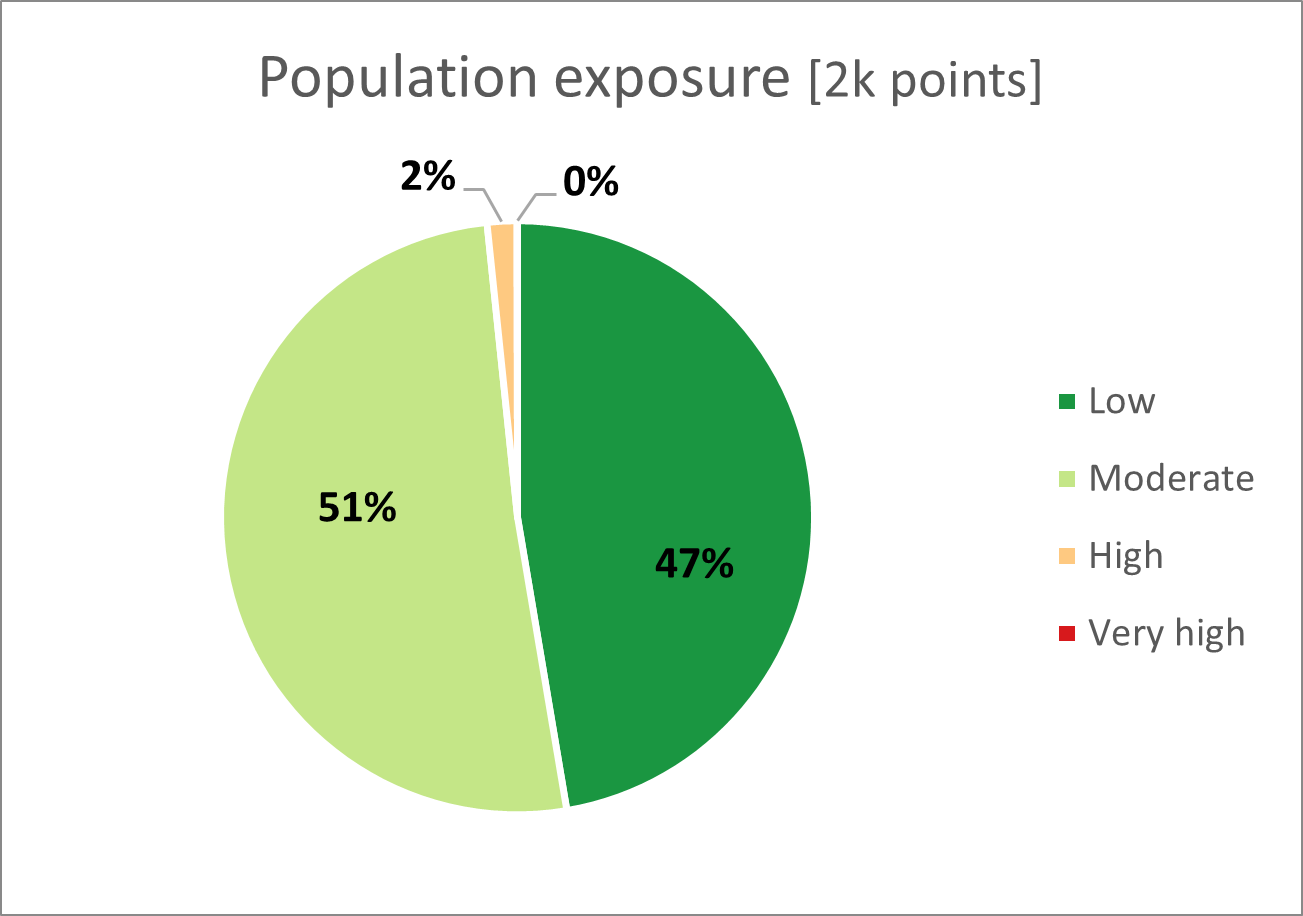 Population exposure [2k points]
2%
0%
51%
47%
Low
Moderate
High
Very high